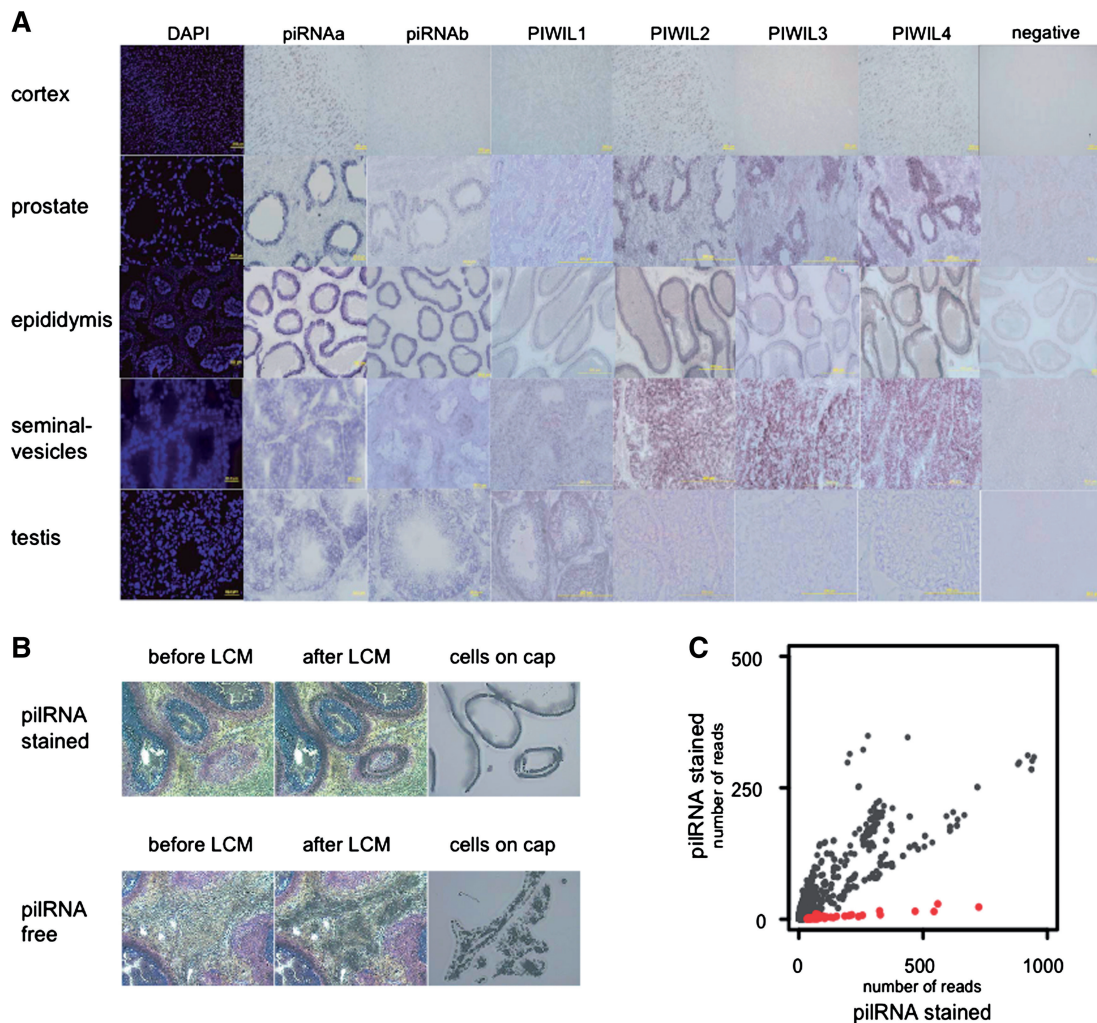 A
DAPI piRNAa piRNAb PIWIL1 PIWIL2 PIWIL3 PIWIL4 negative
cortex
prostate
epididymis
seminal-
vesicles
testis
B
before LCM after LCM cells on cap
pilRNA
stained
before LCM after LCM cells on cap
pilRNA
free
C
500
250
0
pilRNA stained
number of reads
0 500 1000
number of reads
pilRNA stained